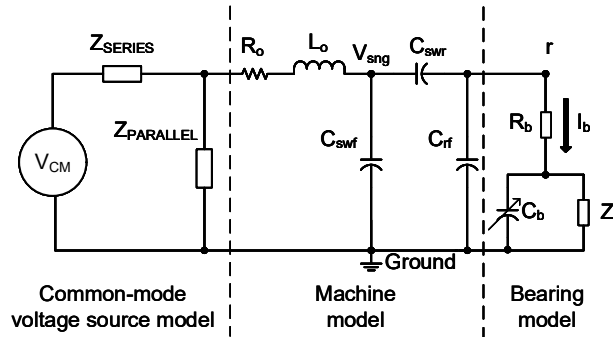 Z_SERIES
R_o
L_o
V_sng
C_swr
r
Z_PARALLEL
R_b
I_b
V_CM
C_swf
C_rf
C_b
Z
Ground
Common-mode
voltage source model
Machine
model
Bearing
model